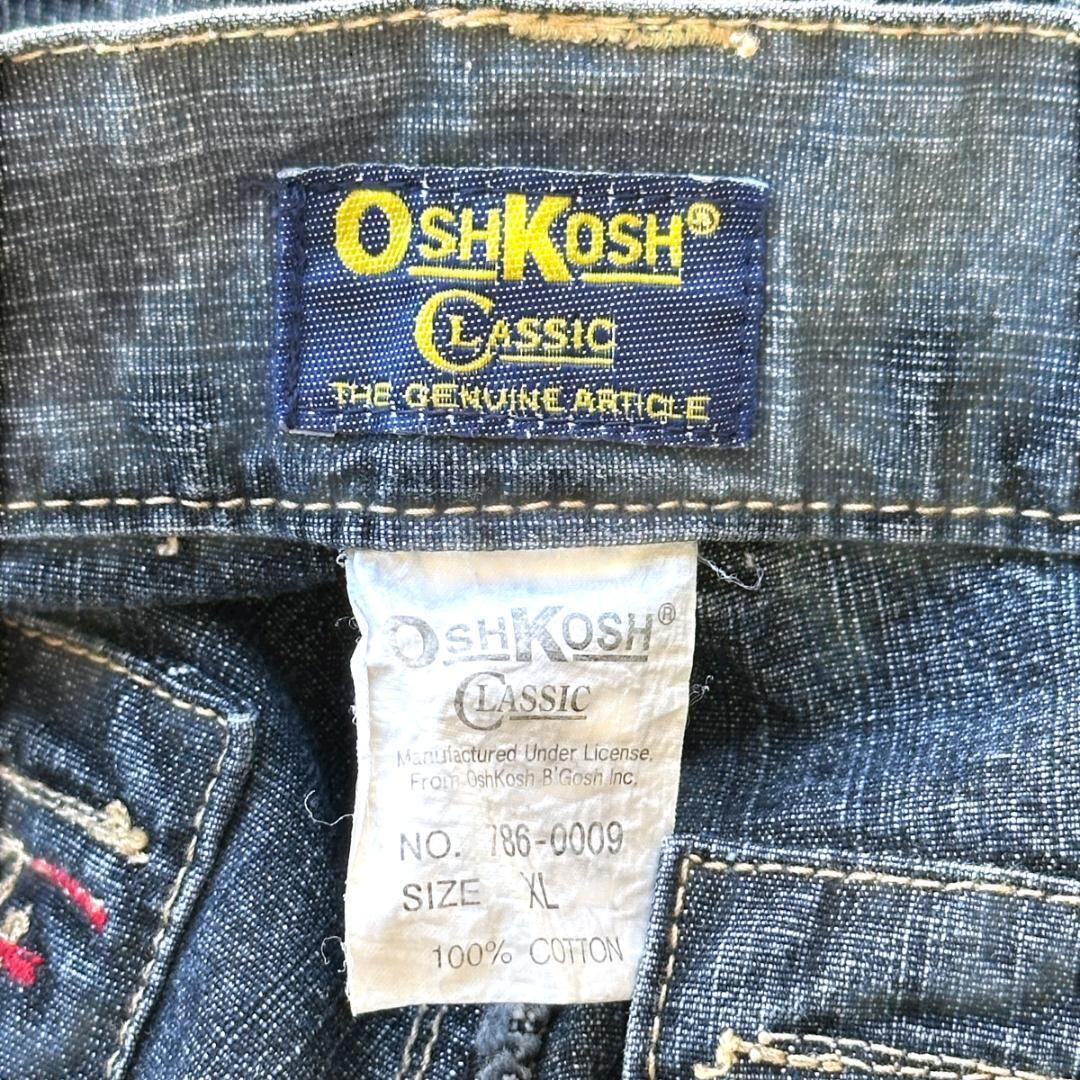 OSHKOSH®
CLASSIC
THE GENUINE ARTICLE
OSHKOSH®
CLASSIC
Manufactured Under License.
From OshKosh B'Gosh Inc.
NO. 786-0009
SIZE XL
100% COTTON